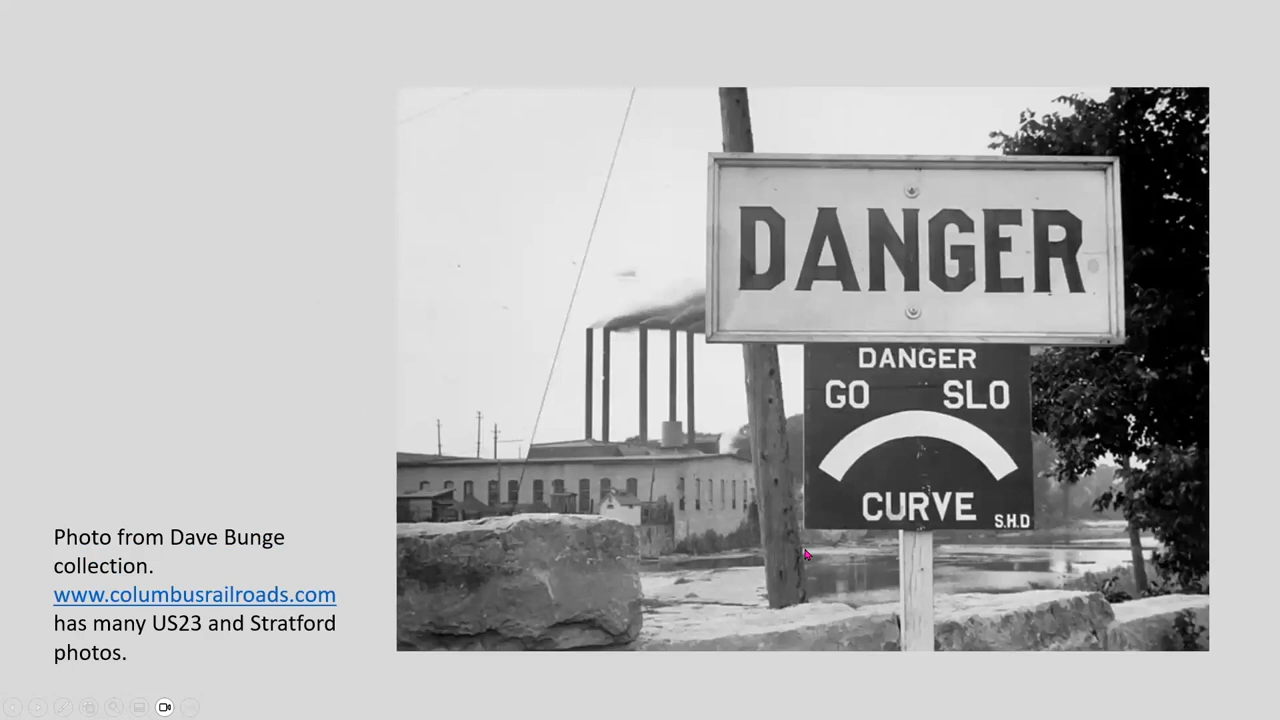 DANGER
DANGER
GO SLO
CURVE
S.H.D
Photo from Dave Bunge
collection.
www.columbusrailroads.com
has many US23 and Stratford
photos.